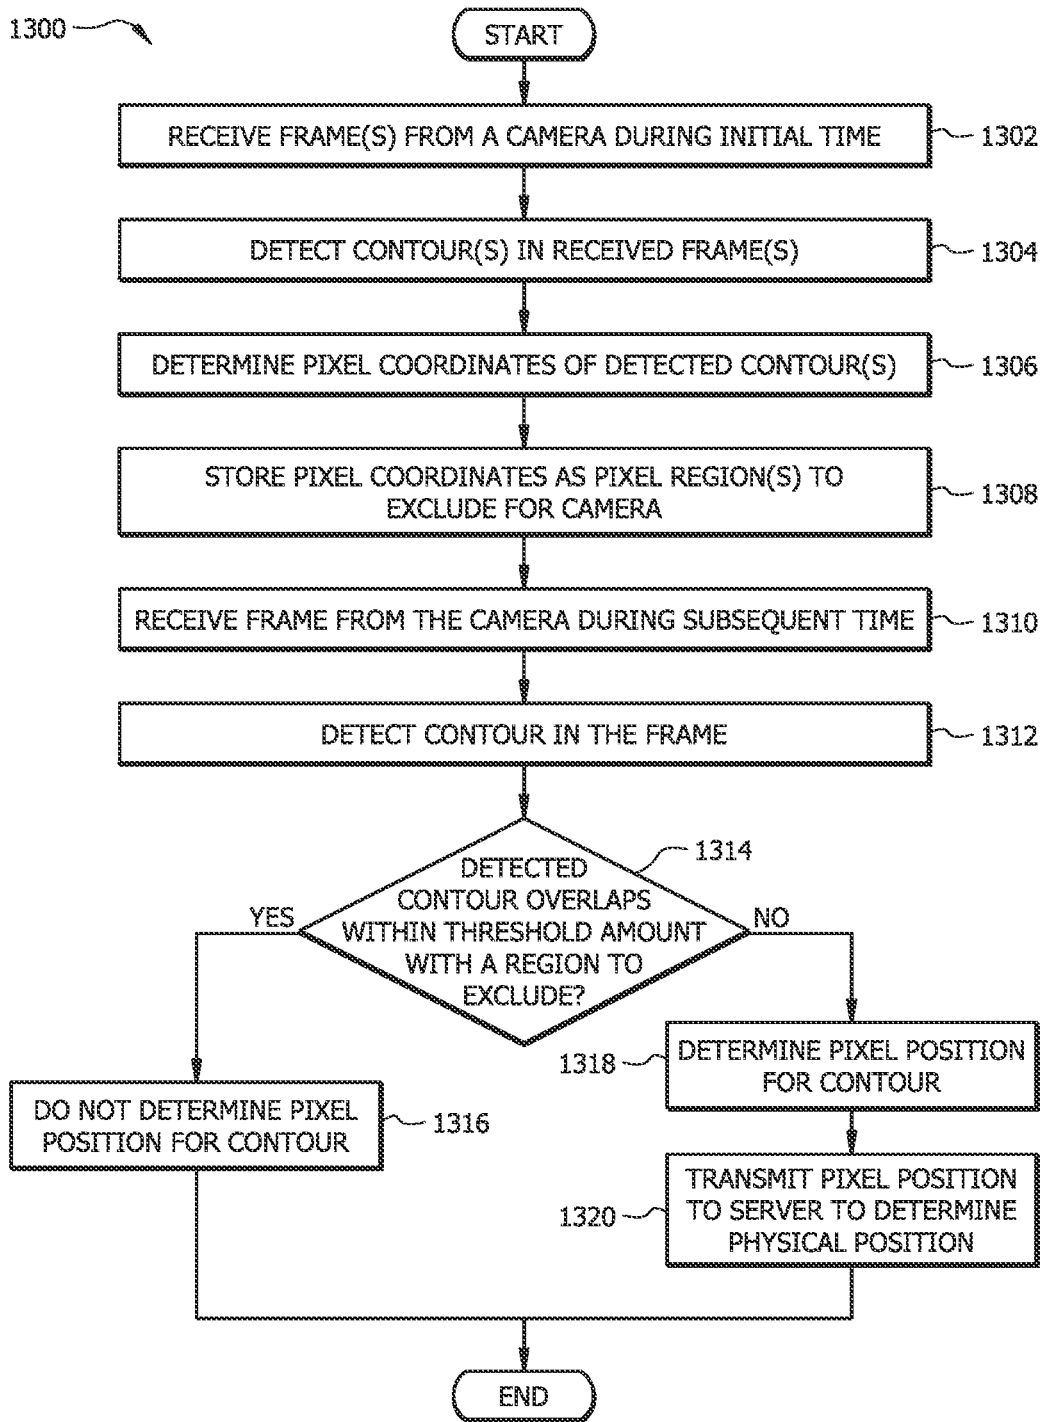 1300
START
RECEIVE FRAME(S) FROM A CAMERA DURING INITIAL TIME
1302
DETECT CONTOUR(S) IN RECEIVED FRAME(S)
1304
DETERMINE PIXEL COORDINATES OF DETECTED CONTOUR(S)
1306
STORE PIXEL COORDINATES AS PIXEL REGION(S) TO
EXCLUDE FOR CAMERA
1308
RECEIVE FRAME FROM THE CAMERA DURING SUBSEQUENT TIME
1310
DETECT CONTOUR IN THE FRAME
1312
DETECTED
CONTOUR OVERLAPS
WITHIN THRESHOLD AMOUNT
WITH A REGION TO
EXCLUDE?
1314
YES
NO
DO NOT DETERMINE PIXEL
POSITION FOR CONTOUR
1316
DETERMINE PIXEL POSITION
FOR CONTOUR
1318
TRANSMIT PIXEL POSITION
TO SERVER TO DETERMINE
PHYSICAL POSITION
1320
END